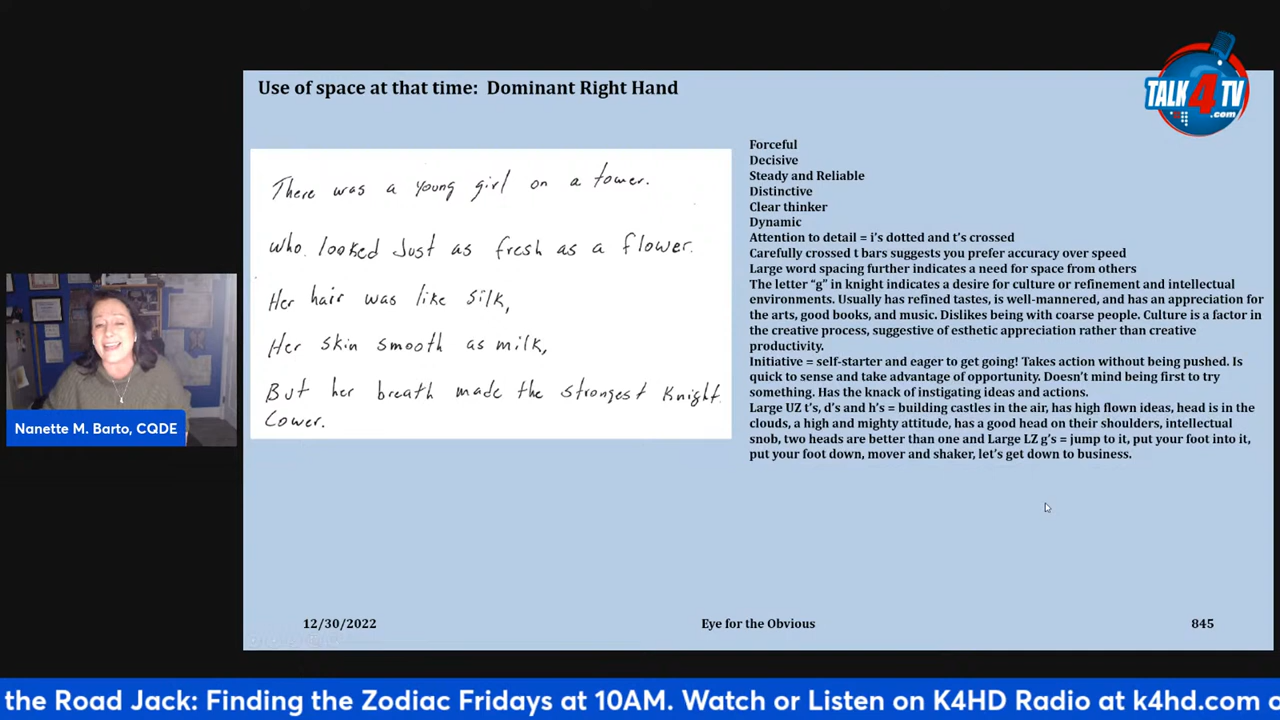 TALK
4
TV
.com
Use of space at that time: Dominant Right Hand
There was a young girl on a tower.
Who. looked Just as fresh as a flower.
Her hair was like silk,
Her skin smooth as milk,
But her breath made the strongest Knight.
Cower.
Forceful
Decisive
Steady and Reliable
Distinctive
Clear thinker
Dynamic
Attention to detail = i's dotted and t's crossed
Carefully crossed t bars suggests you prefer accuracy over speed
Large word spacing further indicates a need for space from others
The letter “g” in knight indicates a desire for culture or refinement and intellectual
environments. Usually has refined tastes, is well-mannered, and has an appreciation for
the arts, good books, and music. Dislikes being with coarse people. Culture is a factor in
the creative process, suggestive of esthetic appreciation rather than creative
productivity.
Initiative = self-starter and eager to get going! Takes action without being pushed. Is
quick to sense and take advantage of opportunity. Doesn't mind being first to try
something. Has the knack of instigating ideas and actions.
Large UZ t's, d's and h's = building castles in the air, has high flown ideas, head is in the
clouds, a high and mighty attitude, has a good head on their shoulders, intellectual
snob, two heads are better than one and Large LZ g's = jump to it, put your foot into it,
put your foot down, mover and shaker, let's get down to business.
Nanette M. Barto, CQDE
12/30/2022 Eye for the Obvious 845
the Road Jack: Finding the Zodiac Fridays at 10AM. Watch or Listen on K4HD Radio at k4hd.com